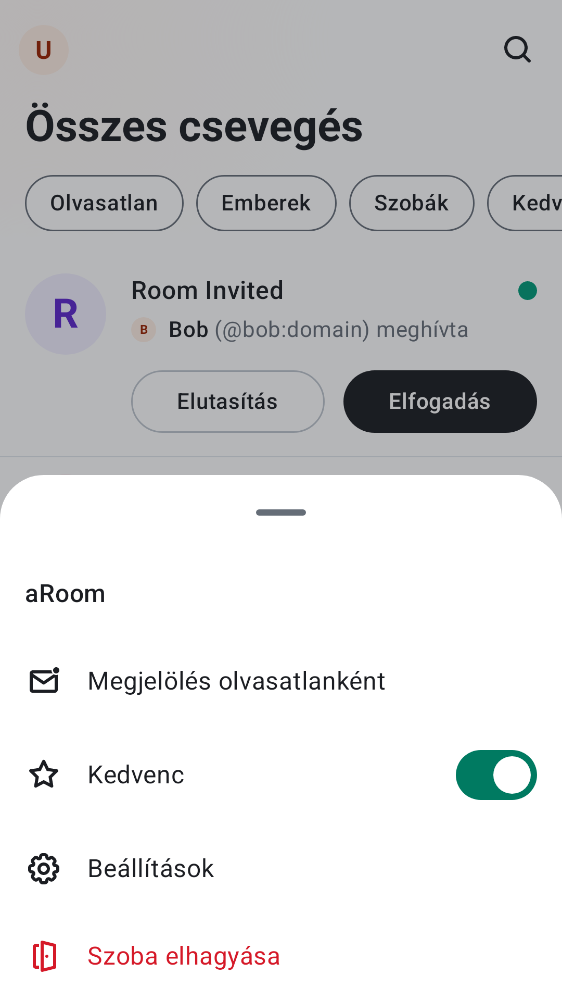 U
Összes csevegés
Olvasatlan
Emberek
Szobák
Kedv
R
Room Invited
B Bob (@bob:domain) meghívta
Elutasítás
Elfogadás
aRoom
Megjelölés olvasatlanként
Kedvenc
Beállítások
Szoba elhagyása